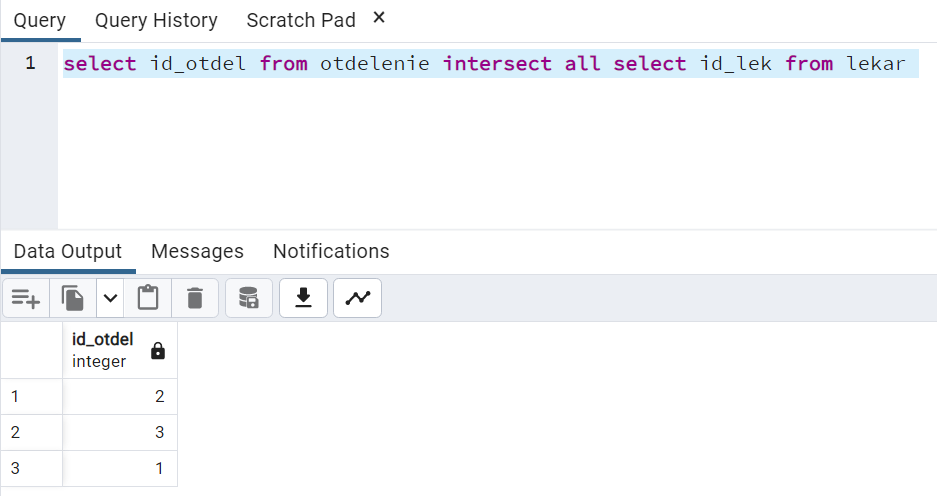 Query Query History Scratch Pad ×
1 select id_otdel from otdelenie intersect all select id_lek from lekar
Data Output Messages Notifications
id_otdel
integer
1 2
2 3
3 1